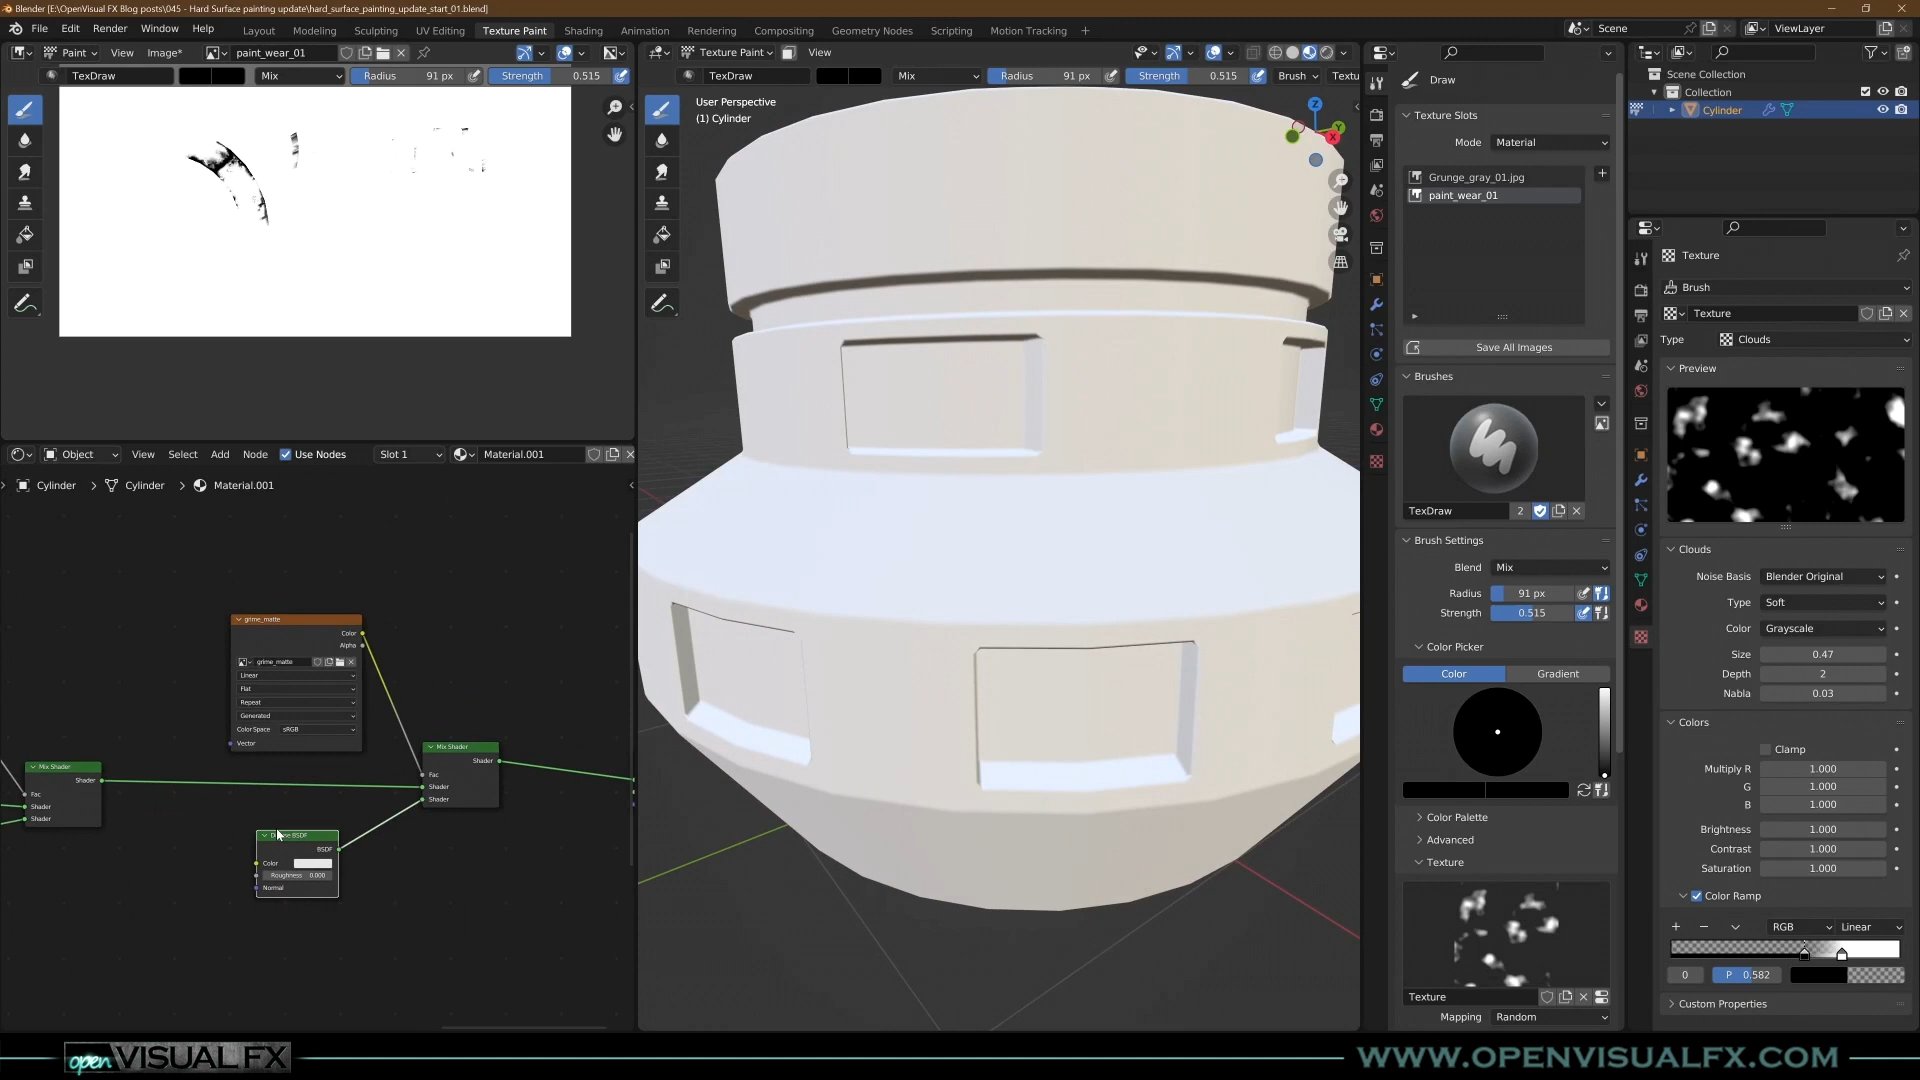 Blender [E:\OpenVisual FX Blog posts\045 - Hard Surface painting update\hard_surface_painting_update_start_01.blend]
File Edit Render Window Help
Layout Modeling Sculpting UV Editing Texture Paint Shading Animation Rendering Compositing Geometry Nodes Scripting Motion Tracking +
Scene ViewLayer
Paint View Image* paint_wear_01
TexDraw Mix Radius 91 px Strength 0.515
Texture Paint View
TexDraw Mix Radius 91 px Strength 0.515 Brush Textu
User Perspective
(1) Cylinder
Z
Y
X
Object View Select Add Node Use Nodes Slot 1 Material.001
Cylinder > Cylinder > Material.001
grime_matte
Color
Alpha
grime_matte
Linear
Flat
Repeat
Generated
Color Space sRGB
Vector
Mix Shader
Shader
Fac
Shader
Shader
Mix Shader
Shader
Fac
Shader
Shader
BSDF
BSDF
Color
Roughness 0.000
Normal
Draw
Texture Slots
Mode Material
Grunge_gray_01.jpg
paint_wear_01
Save All Images
Brushes
TexDraw 2
Brush Settings
Blend Mix
Radius 91 px
Strength 0.515
Color Picker
Color Gradient
Color Palette
Advanced
Texture
Texture
Mapping Random
Scene Collection
Collection
Cylinder
Texture
Brush
Texture
Type Clouds
Preview
Clouds
Noise Basis Blender Original
Type Soft
Color Grayscale
Size 0.47
Depth 2
Nabla 0.03
Colors
Clamp
Multiply R 1.000
G 1.000
B 1.000
Brightness 1.000
Contrast 1.000
Saturation 1.000
Color Ramp
+ − RGB Linear
0 P 0.582
Custom Properties
open VISUALFX
WWW.OPENVISUALFX.COM